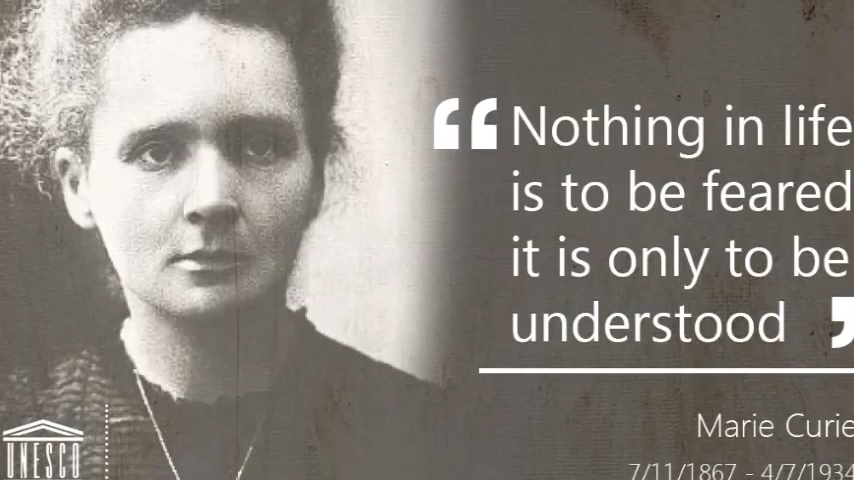 “ Nothing in life
is to be feared
it is only to be
understood ”
Marie Curie
7/11/1867 - 4/7/1934
UNESCO